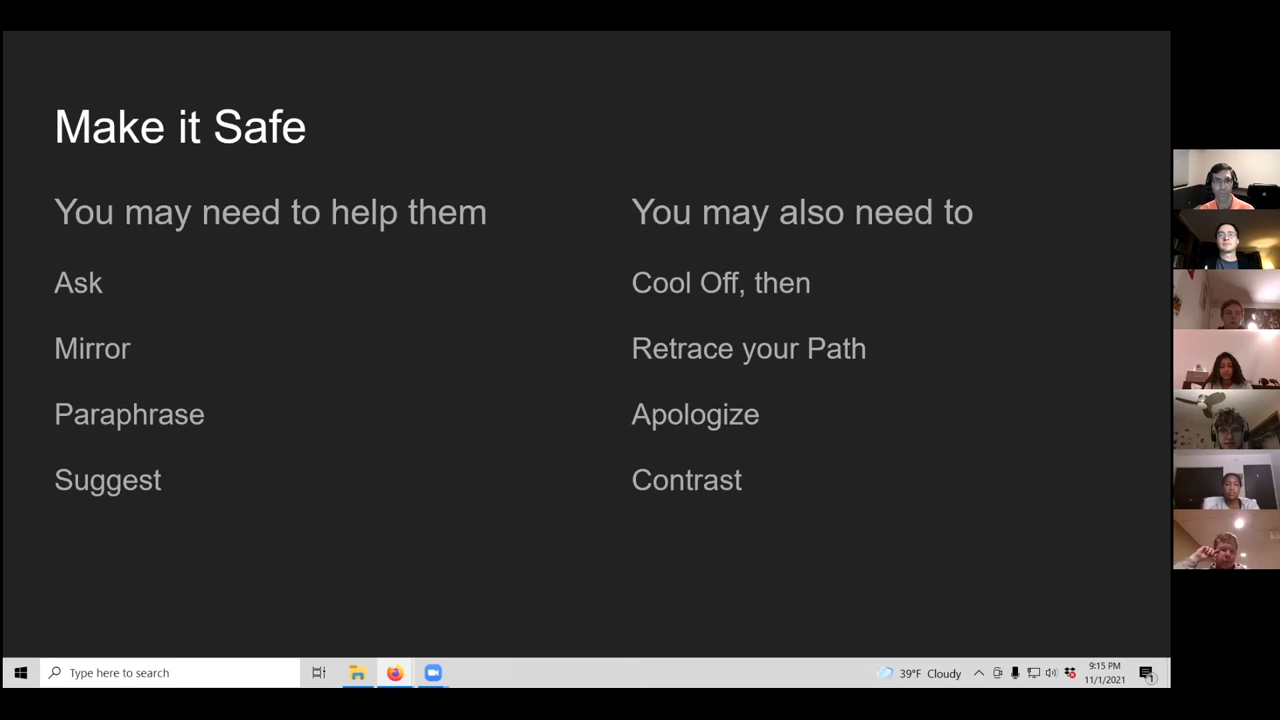 Make it Safe
You may need to help them
Ask
Mirror
Paraphrase
Suggest
You may also need to
Cool Off, then
Retrace your Path
Apologize
Contrast
Type here to search
39°F Cloudy
9:15 PM
11/1/2021
1